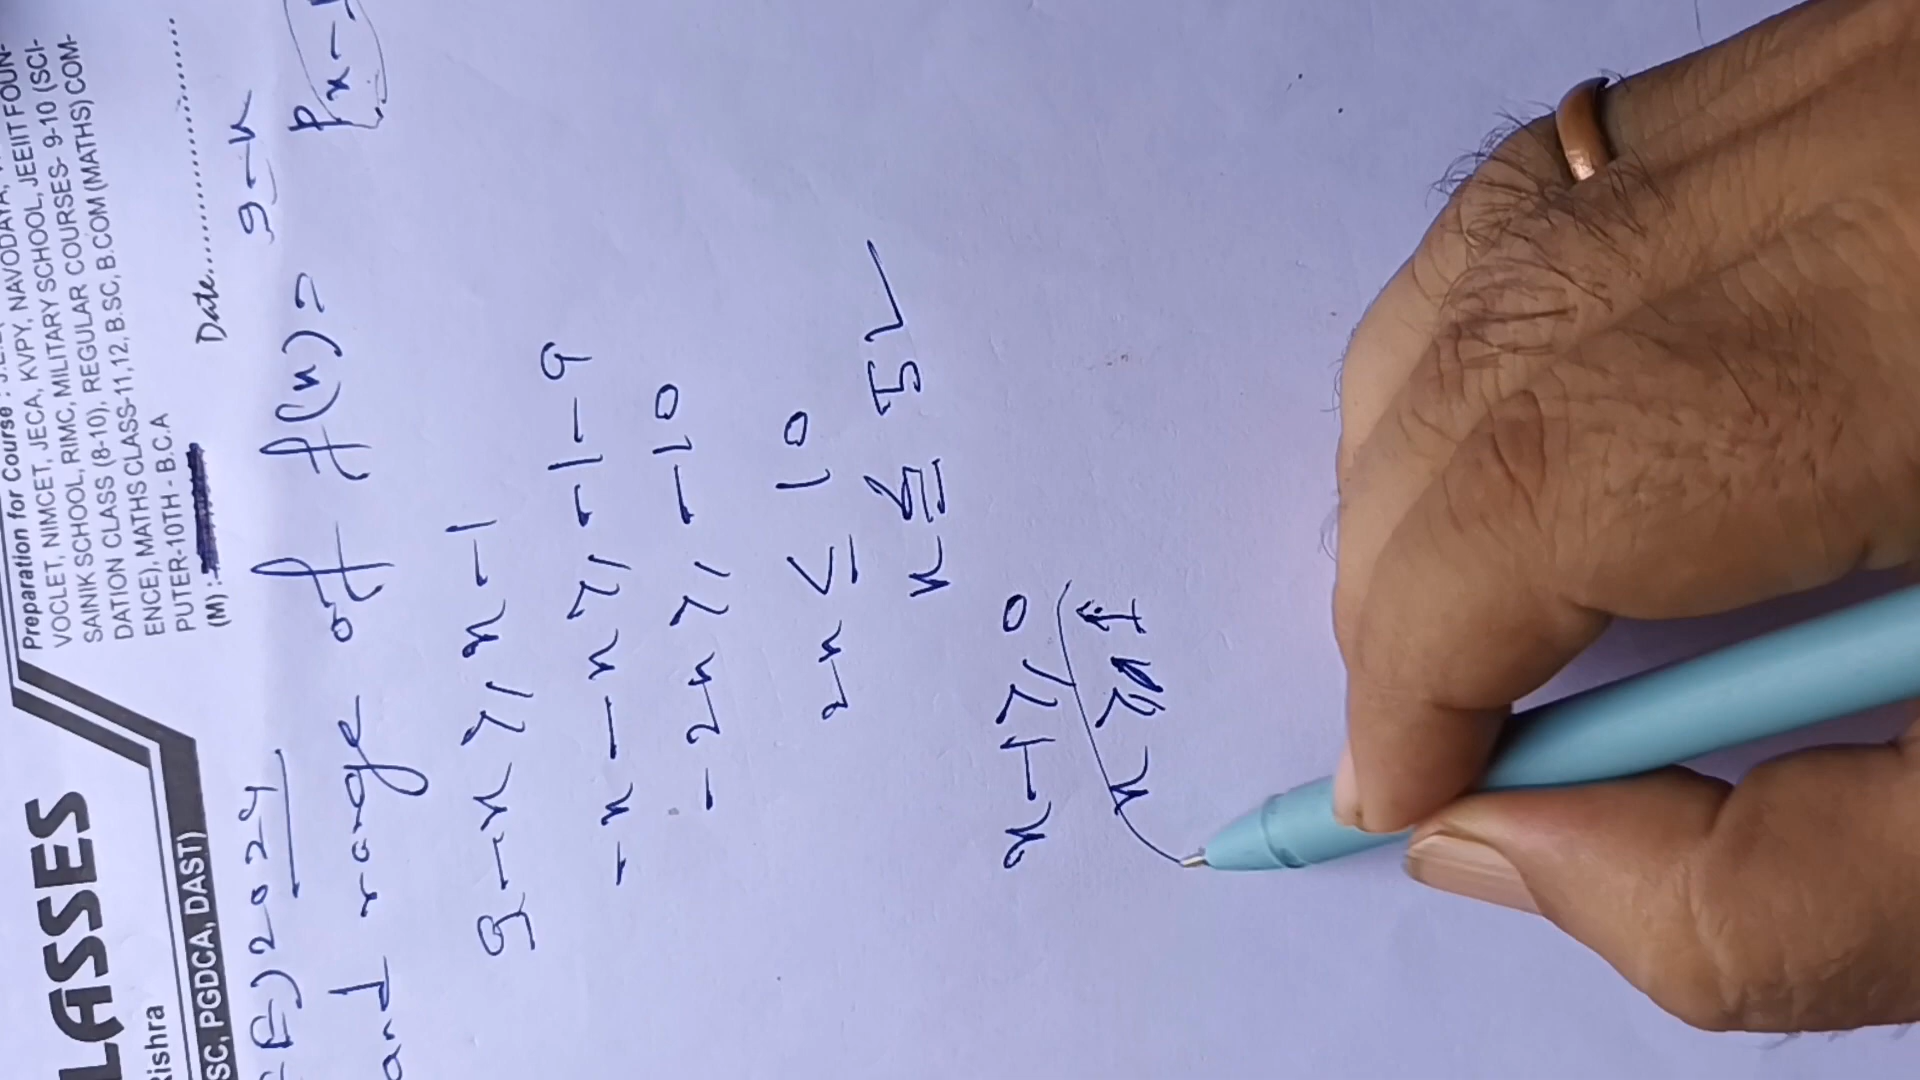 LASSES
Rishra
SC, PGDCA, DAST)
Preparation for Course :
VOCLET, NIMCET, JECA, KVPY, NAVODAYA,
SAINIK SCHOOL, RIMC, MILITARY SCHOOL, JEE/IIT FOUN-
DATION CLASS (8-10), REGULAR COURSES- 9-10 (SCI-
ENCE), MATHS CLASS-11,12, B.SC, B.COM (MATHS) COM-
PUTER-10TH - B.C.A
(M) :
Date
2024
and range of f(x) = 9-x P x-1
9-x ≥ x-1
-x-x ≥ -1-9
-2x ≥ -10
2x ≤ 10
x ≤ 5
x-1 ≥ 0
x ≥ 1